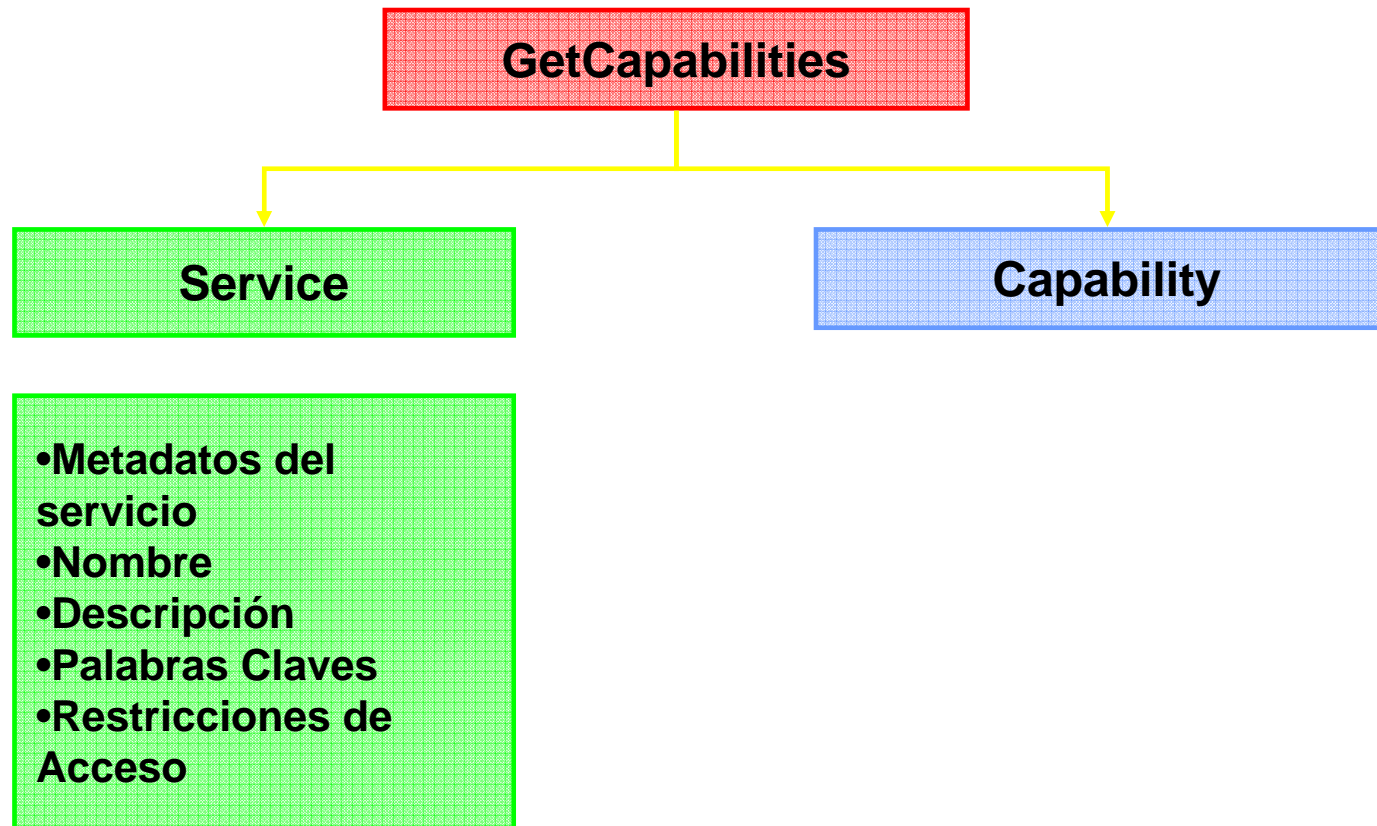 GetCapabilities
Service
Capability
•Metadatos del
servicio
•Nombre
•Descripción
•Palabras Claves
•Restricciones de
Acceso